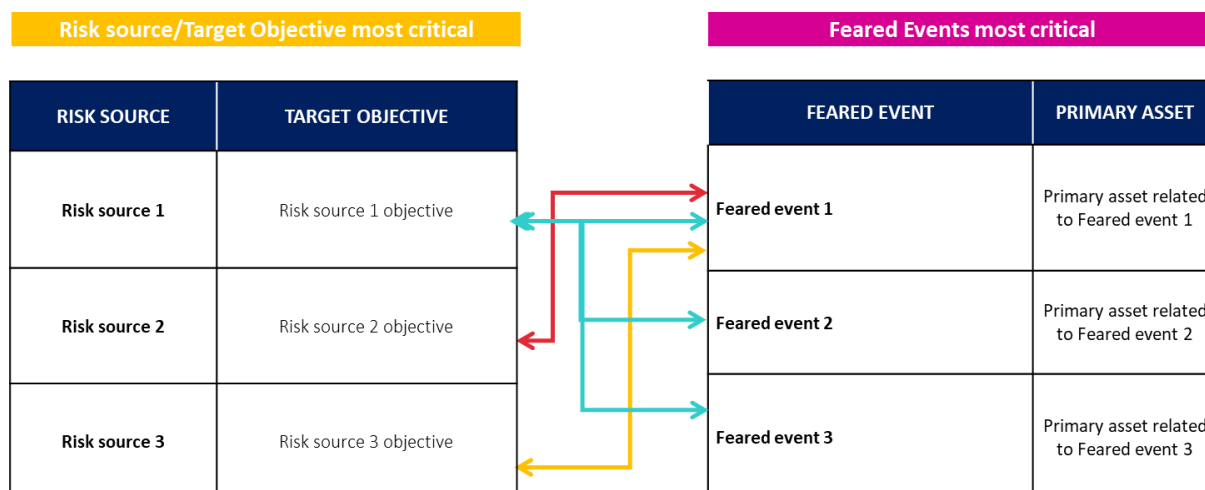 Risk source/Target Objective most critical
Feared Events most critical
RISK SOURCE
TARGET OBJECTIVE
FEARED EVENT
PRIMARY ASSET
Risk source 1
Risk source 1 objective
Feared event 1
Primary asset related
to Feared event 1
Risk source 2
Risk source 2 objective
Feared event 2
Primary asset related
to Feared event 2
Risk source 3
Risk source 3 objective
Feared event 3
Primary asset related
to Feared event 3